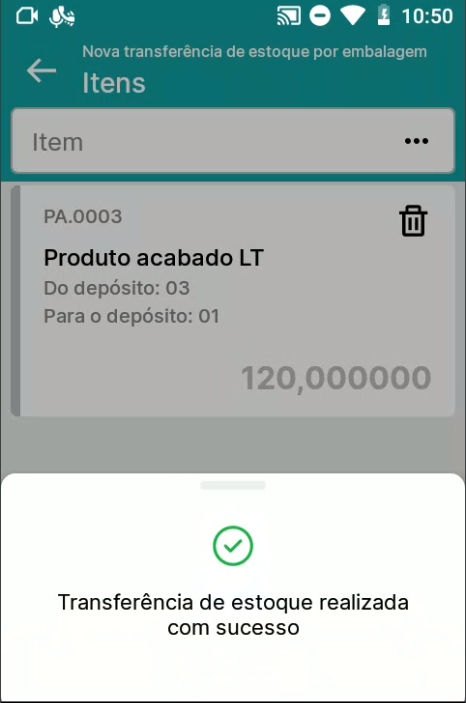 10:50
Nova transferência de estoque por embalagem
Itens
Item
PA.0003
Produto acabado LT
Do depósito: 03
Para o depósito: 01
120,000000
Transferência de estoque realizada
com sucesso